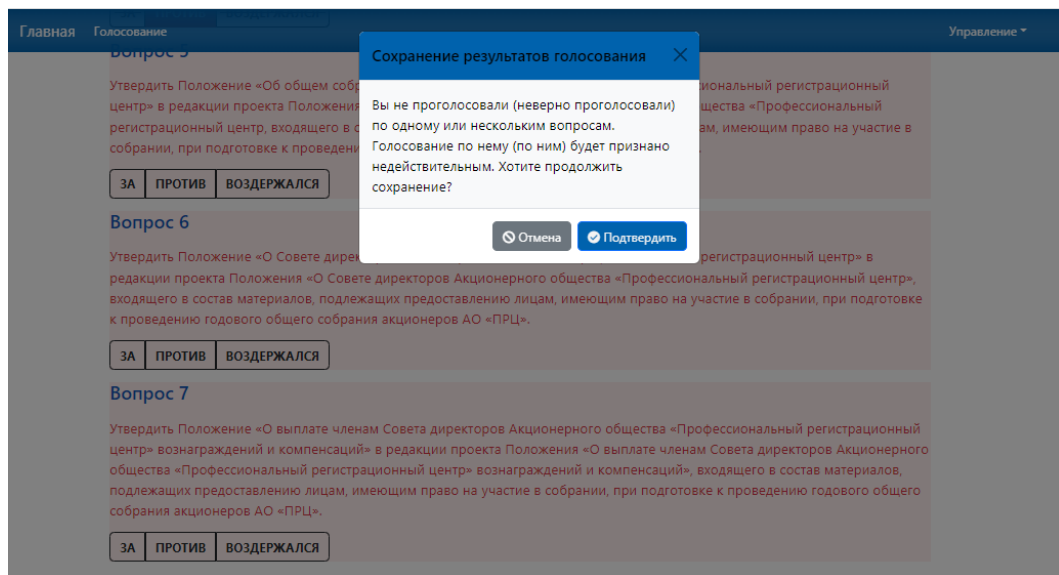 Главная Голосование Управление
Сохранение результатов голосования
Вы не проголосовали (неверно проголосовали)
по одному или нескольким вопросам.
Голосование по нему (по ним) будет признано
недействительным. Хотите продолжить
сохранение?
Отмена Подтвердить
Вопрос 5
Утвердить Положение «Об общем регистрационный
центр» в редакции проекта Положения «Профессиональный
регистрационный центр, входящего в имеющим право на участие в
собрании, при подготовке к
ЗА ПРОТИВ ВОЗДЕРЖАЛСЯ
Вопрос 6
Утвердить Положение «О Совете регистрационный центр» в
редакции проекта Положения «О Совете директоров Акционерного общества «Профессиональный регистрационный центр»,
входящего в состав материалов, подлежащих предоставлению лицам, имеющим право на участие в собрании, при подготовке
к проведению годового общего собрания акционеров АО «ПРЦ».
ЗА ПРОТИВ ВОЗДЕРЖАЛСЯ
Вопрос 7
Утвердить Положение «О выплате членам Совета директоров Акционерного общества «Профессиональный регистрационный
центр» вознаграждений и компенсаций» в редакции проекта Положения «О выплате членам Совета директоров Акционерного
общества «Профессиональный регистрационный центр» вознаграждений и компенсаций», входящего в состав материалов,
подлежащих предоставлению лицам, имеющим право на участие в собрании, при подготовке к проведению годового общего
собрания акционеров АО «ПРЦ».
ЗА ПРОТИВ ВОЗДЕРЖАЛСЯ